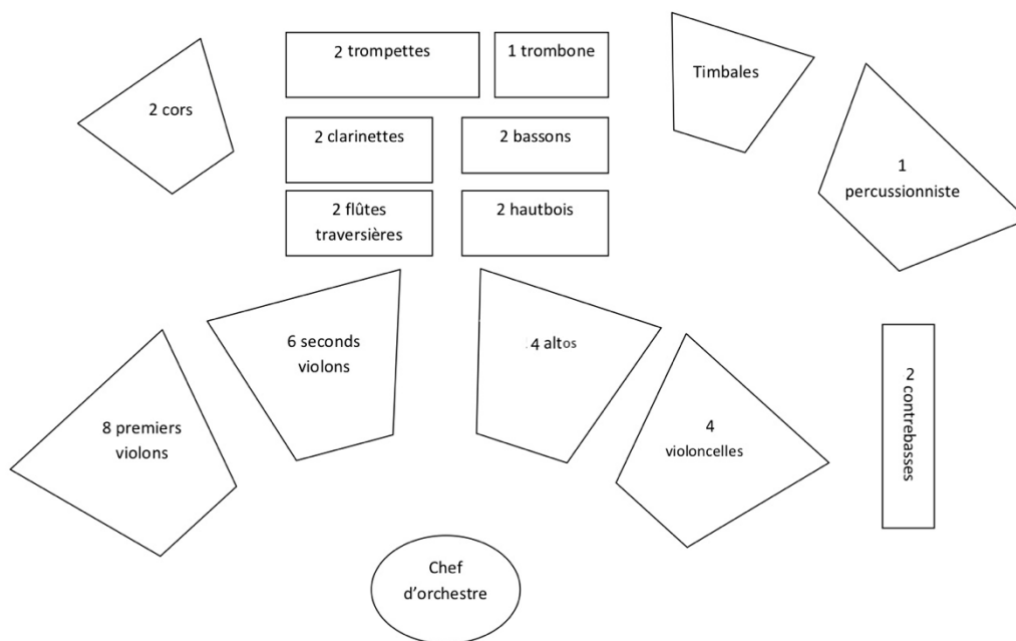 2 trompettes
1 trombone
Timbales
2 cors
2 clarinettes
2 bassons
1
percussionniste
2 flûtes
traversières
2 hautbois
6 seconds
violons
4 altos
8 premiers
violons
4
violoncelles
2 contrebasses
Chef
d’orchestre